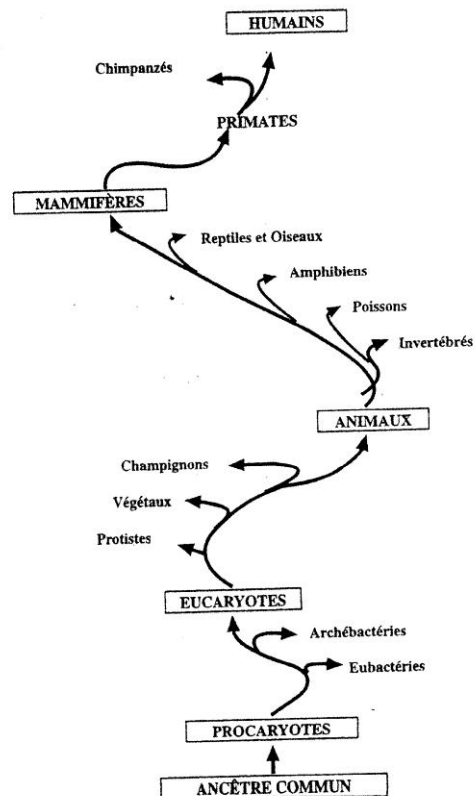 HUMAINS
Chimpanzés
PRIMATES
MAMMIFÈRES
Reptiles et Oiseaux
Amphibiens
Poissons
Invertébrés
ANIMAUX
Champignons
Végétaux
Protistes
EUCARYOTES
Archébactéries
Eubactéries
PROCARYOTES
ANCÊTRE COMMUN